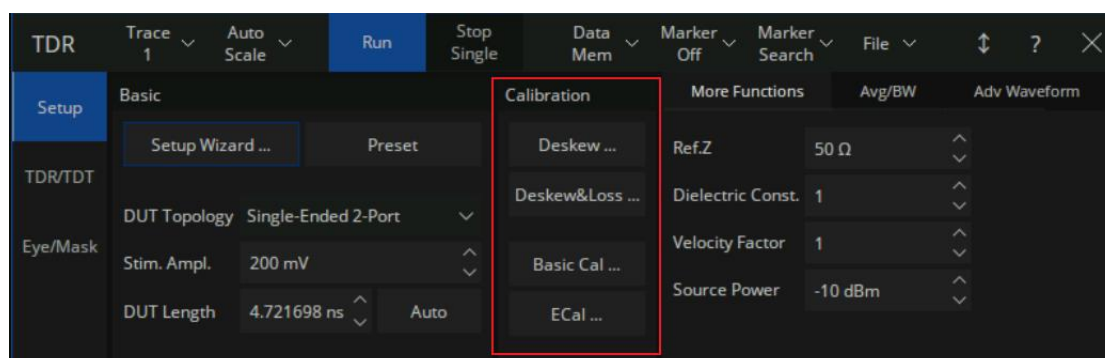 TDR
Trace
1
Auto
Scale
Run
Stop
Single
Data
Mem
Marker
Off
Marker
Search
File
?
Setup
TDR/TDT
Eye/Mask
Basic
Setup Wizard ...
Preset
DUT Topology Single-Ended 2-Port
Stim. Ampl. 200 mV
DUT Length 4.721698 ns Auto
Calibration
Deskew ...
Deskew&Loss ...
Basic Cal ...
ECal ...
More Functions
Avg/BW
Adv Waveform
Ref.Z 50 Ω
Dielectric Const. 1
Velocity Factor 1
Source Power -10 dBm